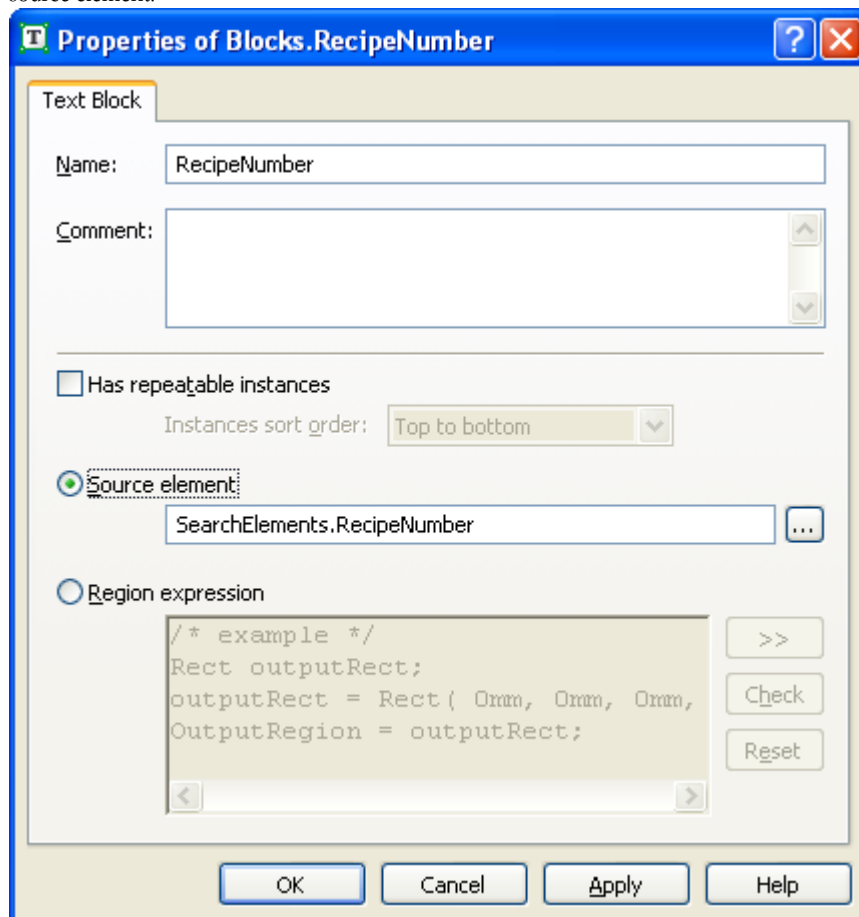 source element.
T Properties of Blocks.RecipeNumber ?
Text Block
Name: RecipeNumber
Comment:
Has repeatable instances
Instances sort order: Top to bottom
Source element
SearchElements.RecipeNumber ...
Region expression
/* example */
Rect outputRect;
outputRect = Rect( 0mm, 0mm, 0mm,
OutputRegion = outputRect;
>>
Check
Reset
OK Cancel Apply Help